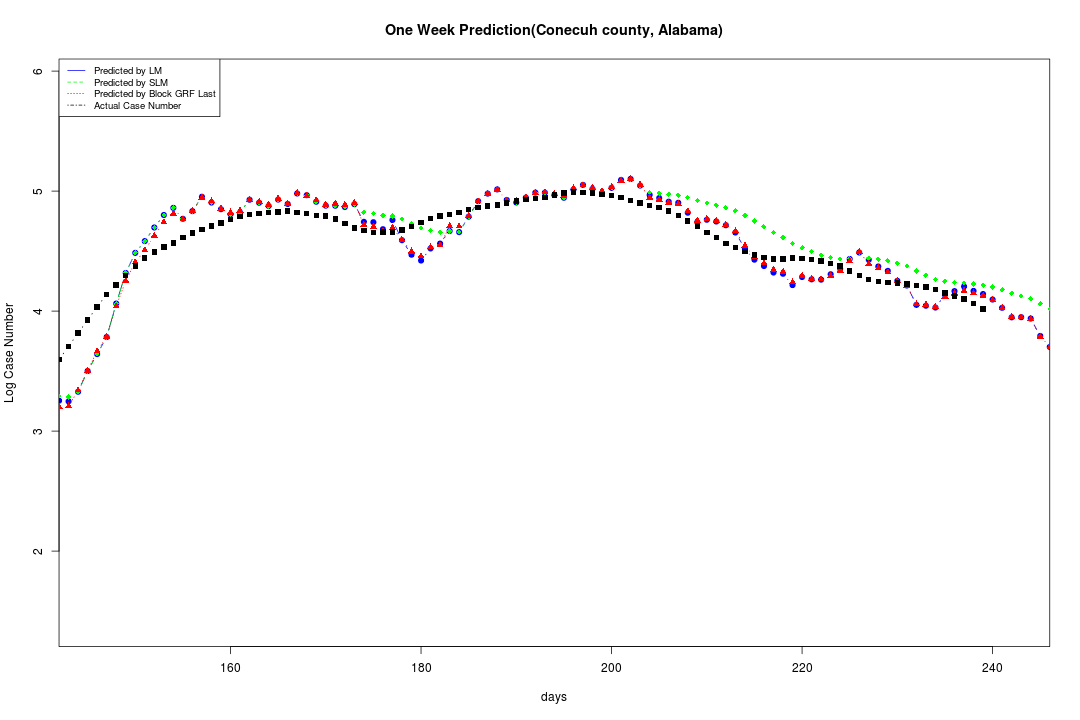 One Week Prediction(Conecuh county, Alabama)
Predicted by LM
Predicted by SLM
Predicted by Block GRF Last
Actual Case Number
6
5
4
3
2
Log Case Number
160 180 200 220 240
days